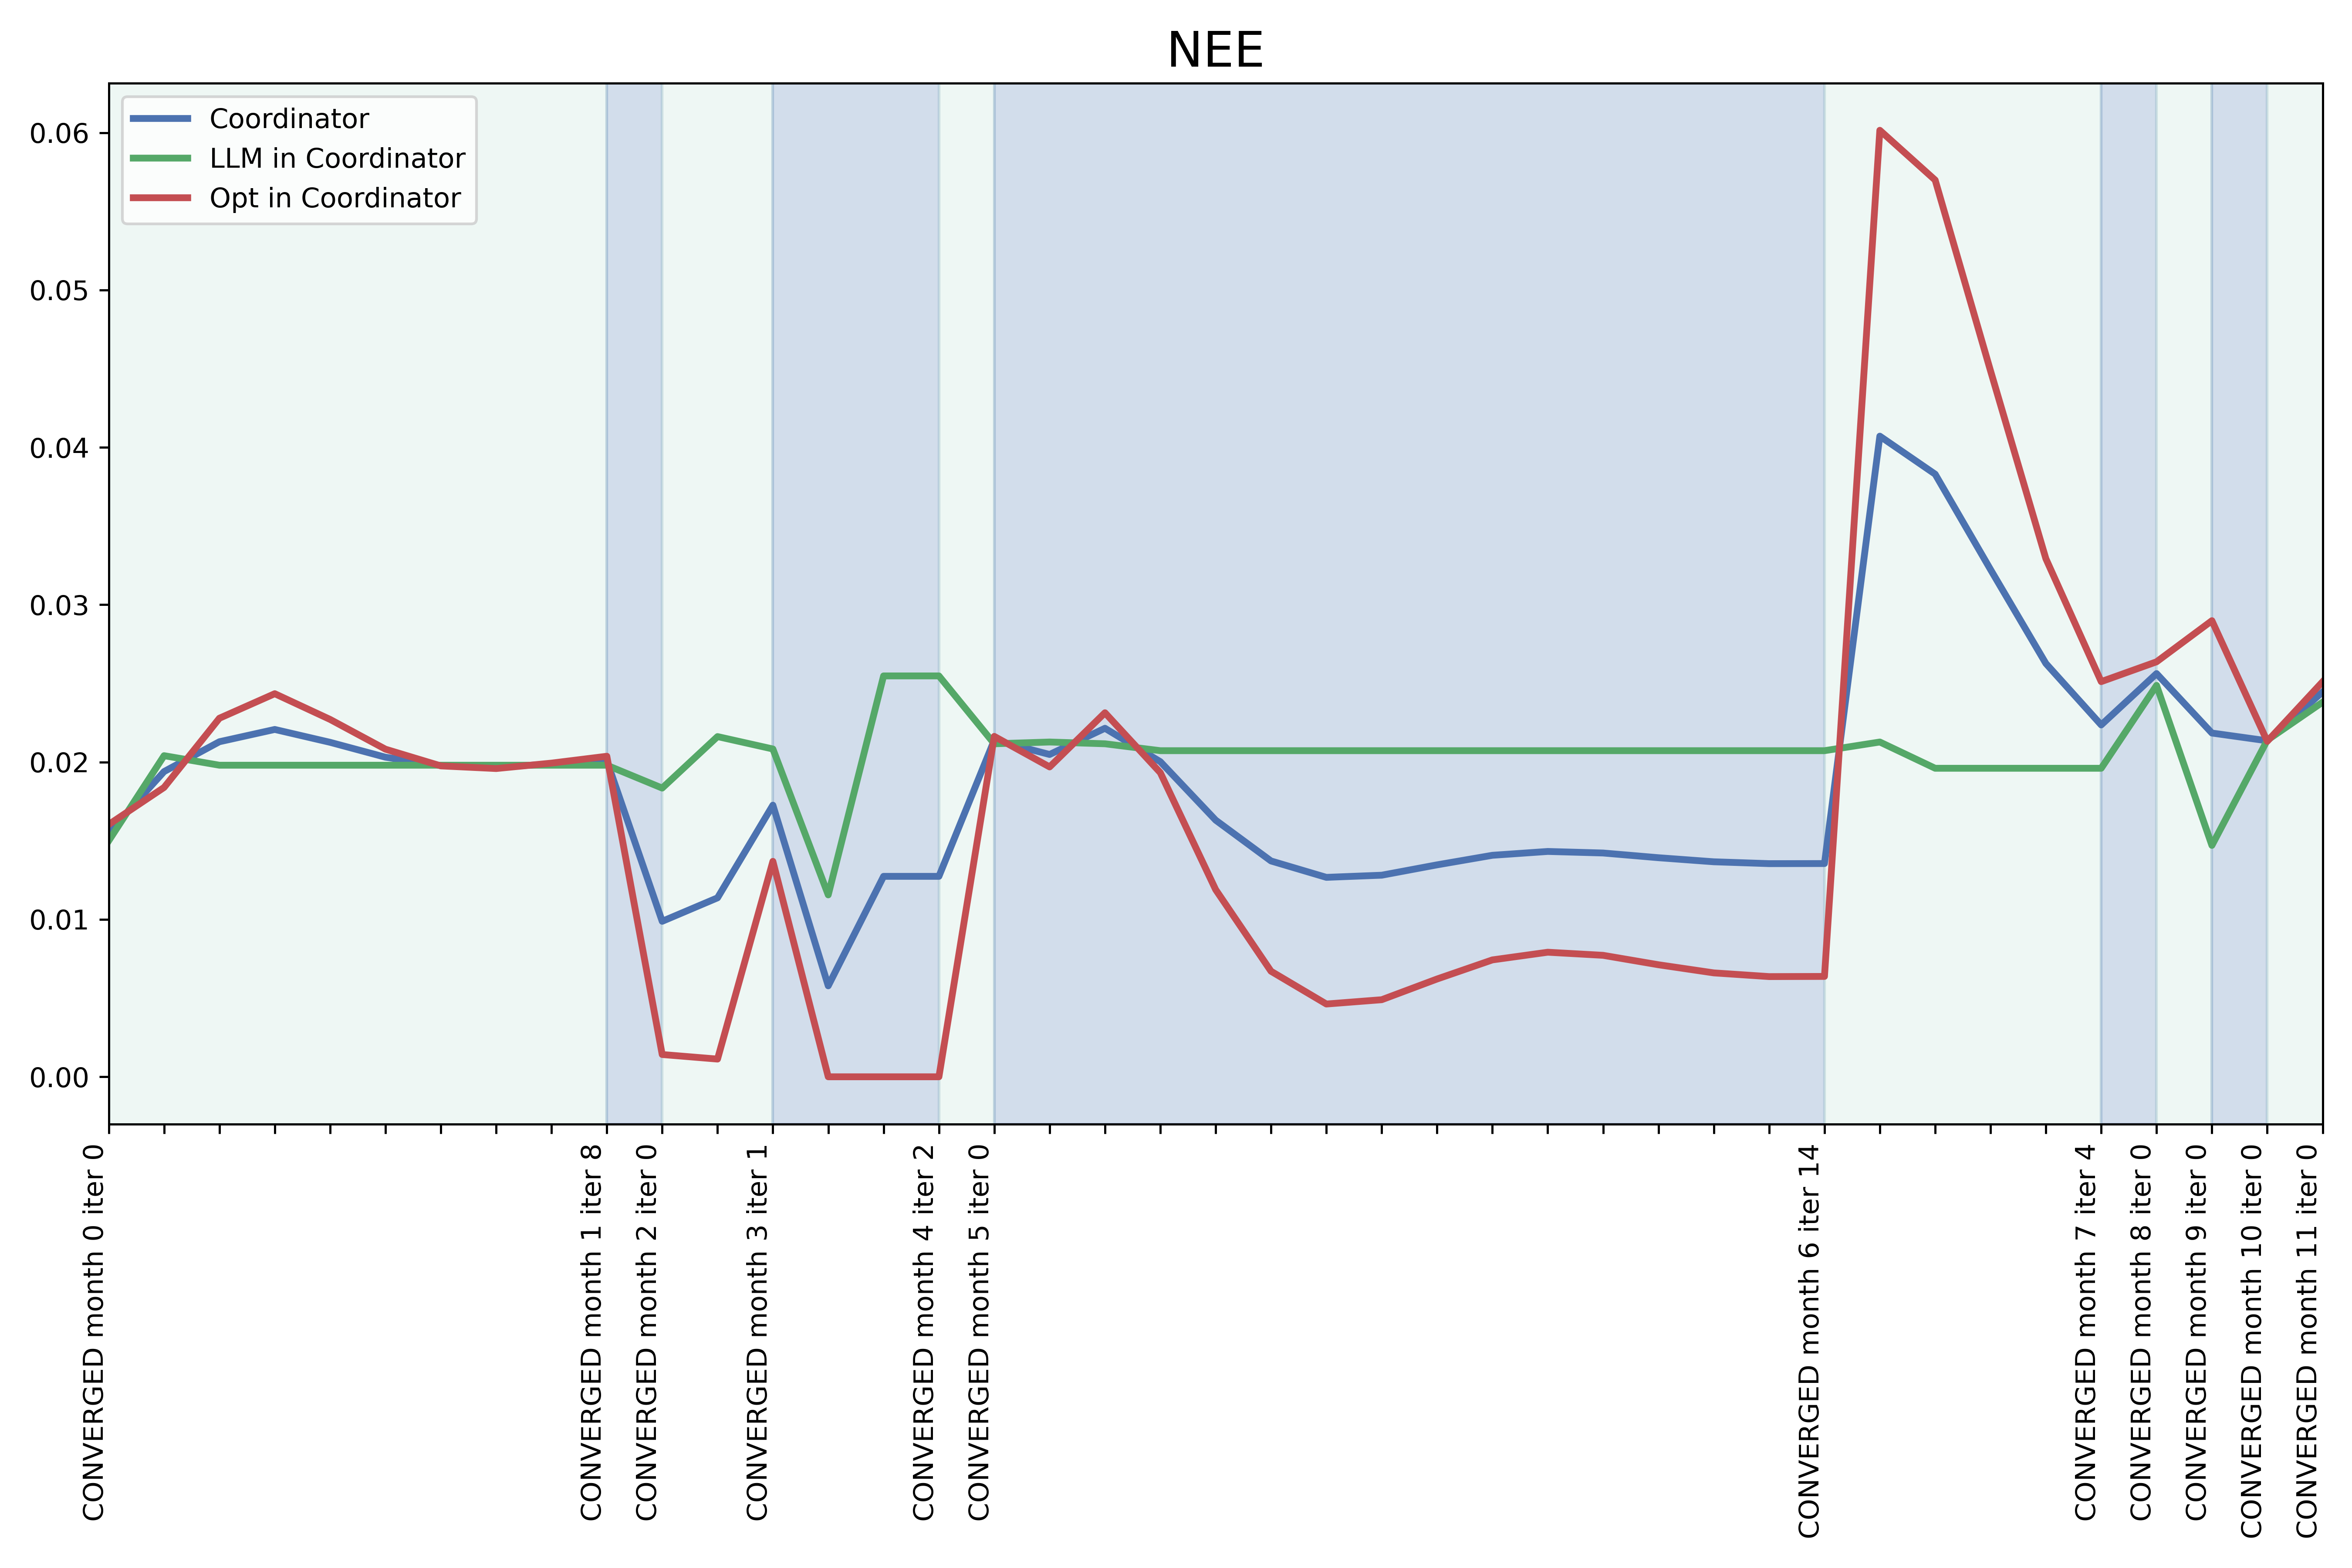 NEE
Coordinator
LLM in Coordinator
Opt in Coordinator
0.06
0.05
0.04
0.03
0.02
0.01
0.00
CONVERGED month 0 iter 0
CONVERGED month 1 iter 8
CONVERGED month 2 iter 0
CONVERGED month 3 iter 1
CONVERGED month 4 iter 2
CONVERGED month 5 iter 0
CONVERGED month 6 iter 14
CONVERGED month 7 iter 4
CONVERGED month 8 iter 0
CONVERGED month 9 iter 0
CONVERGED month 10 iter 0
CONVERGED month 11 iter 0